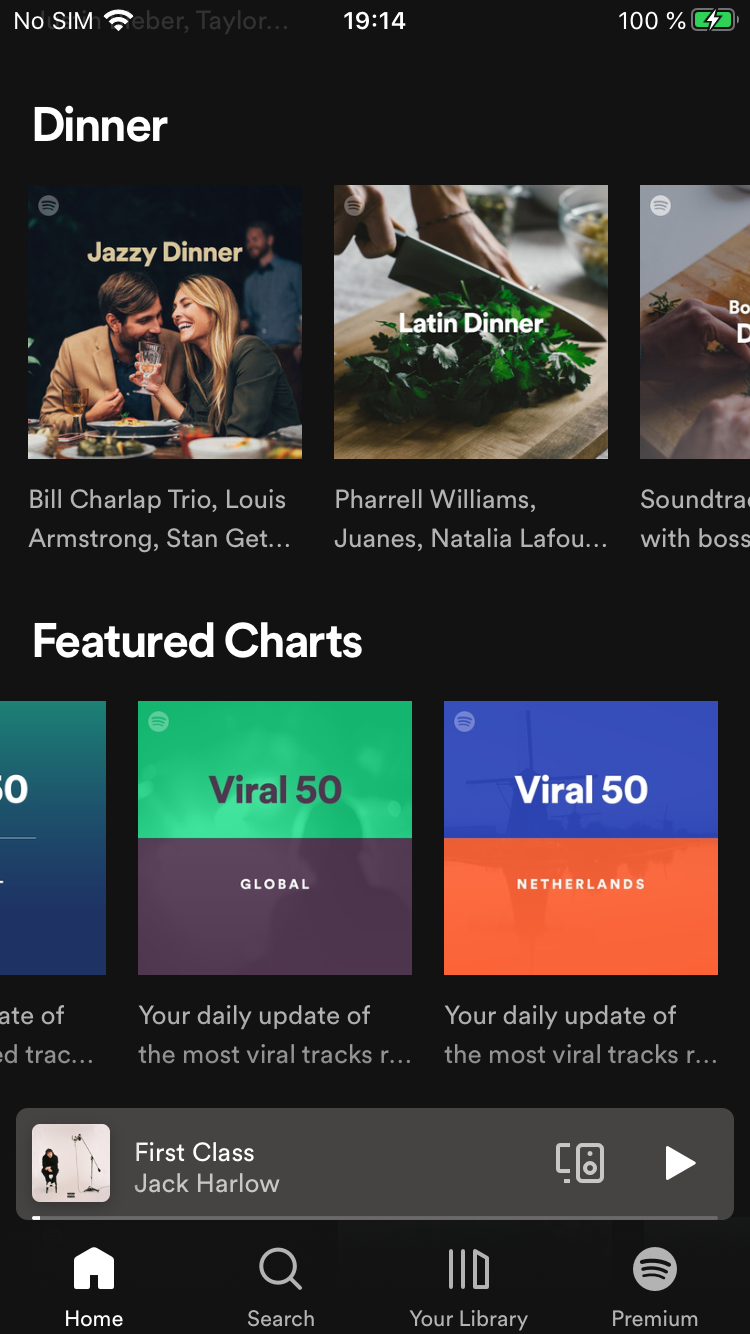 No SIM 19:14 100 %
Dinner
Jazzy Dinner
Latin Dinner
Bill Charlap Trio, Louis
Armstrong, Stan Get...
Pharrell Williams,
Juanes, Natalia Lafou...
with boss
Featured Charts
50
Viral 50
GLOBAL
Viral 50
NETHERLANDS
ate of
ed trac...
Your daily update of
the most viral tracks r...
Your daily update of
the most viral tracks r...
First Class
Jack Harlow
Home
Search
Your Library
Premium